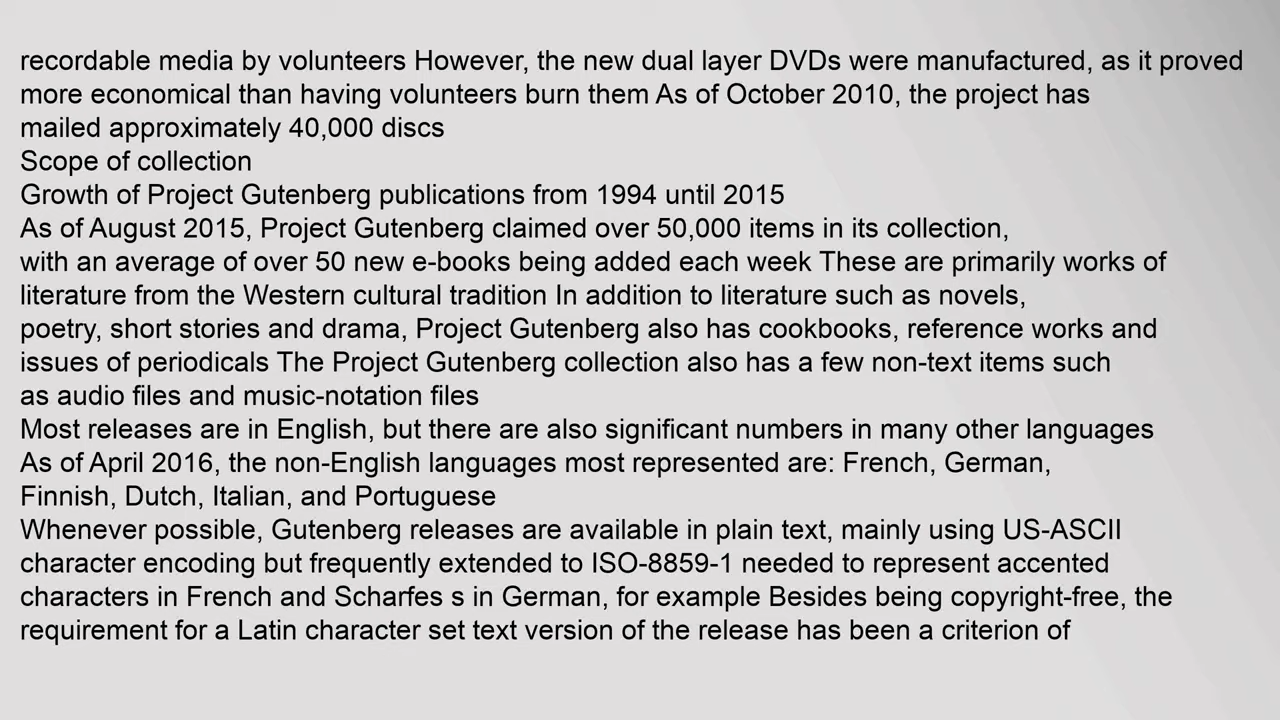 recordable media by volunteers However, the new dual layer DVDs were manufactured, as it proved
more economical than having volunteers burn them As of October 2010, the project has
mailed approximately 40,000 discs
Scope of collection
Growth of Project Gutenberg publications from 1994 until 2015
As of August 2015, Project Gutenberg claimed over 50,000 items in its collection,
with an average of over 50 new e-books being added each week These are primarily works of
literature from the Western cultural tradition In addition to literature such as novels,
poetry, short stories and drama, Project Gutenberg also has cookbooks, reference works and
issues of periodicals The Project Gutenberg collection also has a few non-text items such
as audio files and music-notation files
Most releases are in English, but there are also significant numbers in many other languages
As of April 2016, the non-English languages most represented are: French, German,
Finnish, Dutch, Italian, and Portuguese
Whenever possible, Gutenberg releases are available in plain text, mainly using US-ASCII
character encoding but frequently extended to ISO-8859-1 needed to represent accented
characters in French and Scharfes s in German, for example Besides being copyright-free, the
requirement for a Latin character set text version of the release has been a criterion of